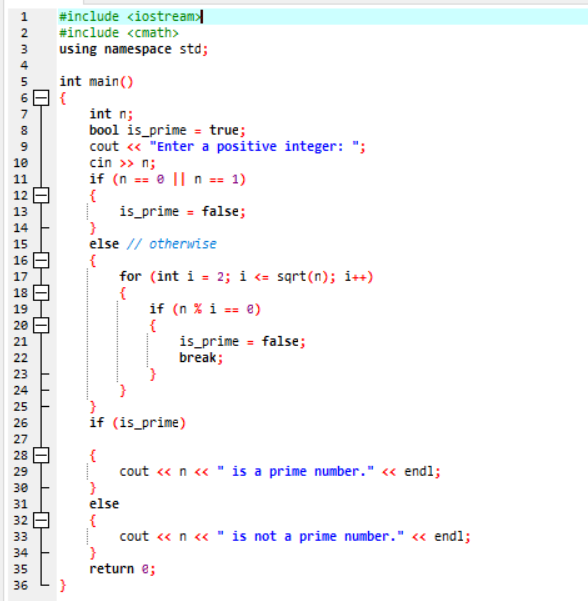 1 #include <iostream>
2 #include <cmath>
3 using namespace std;
4
5 int main()
6 {
7     int n;
8     bool is_prime = true;
9     cout << "Enter a positive integer: ";
10     cin >> n;
11     if (n == 0 || n == 1)
12     {
13         is_prime = false;
14     }
15     else // otherwise
16     {
17         for (int i = 2; i <= sqrt(n); i++)
18         {
19             if (n % i == 0)
20             {
21                 is_prime = false;
22                 break;
23             }
24         }
25     }
26     if (is_prime)
27
28     {
29         cout << n << " is a prime number." << endl;
30     }
31     else
32     {
33         cout << n << " is not a prime number." << endl;
34     }
35     return 0;
36 }